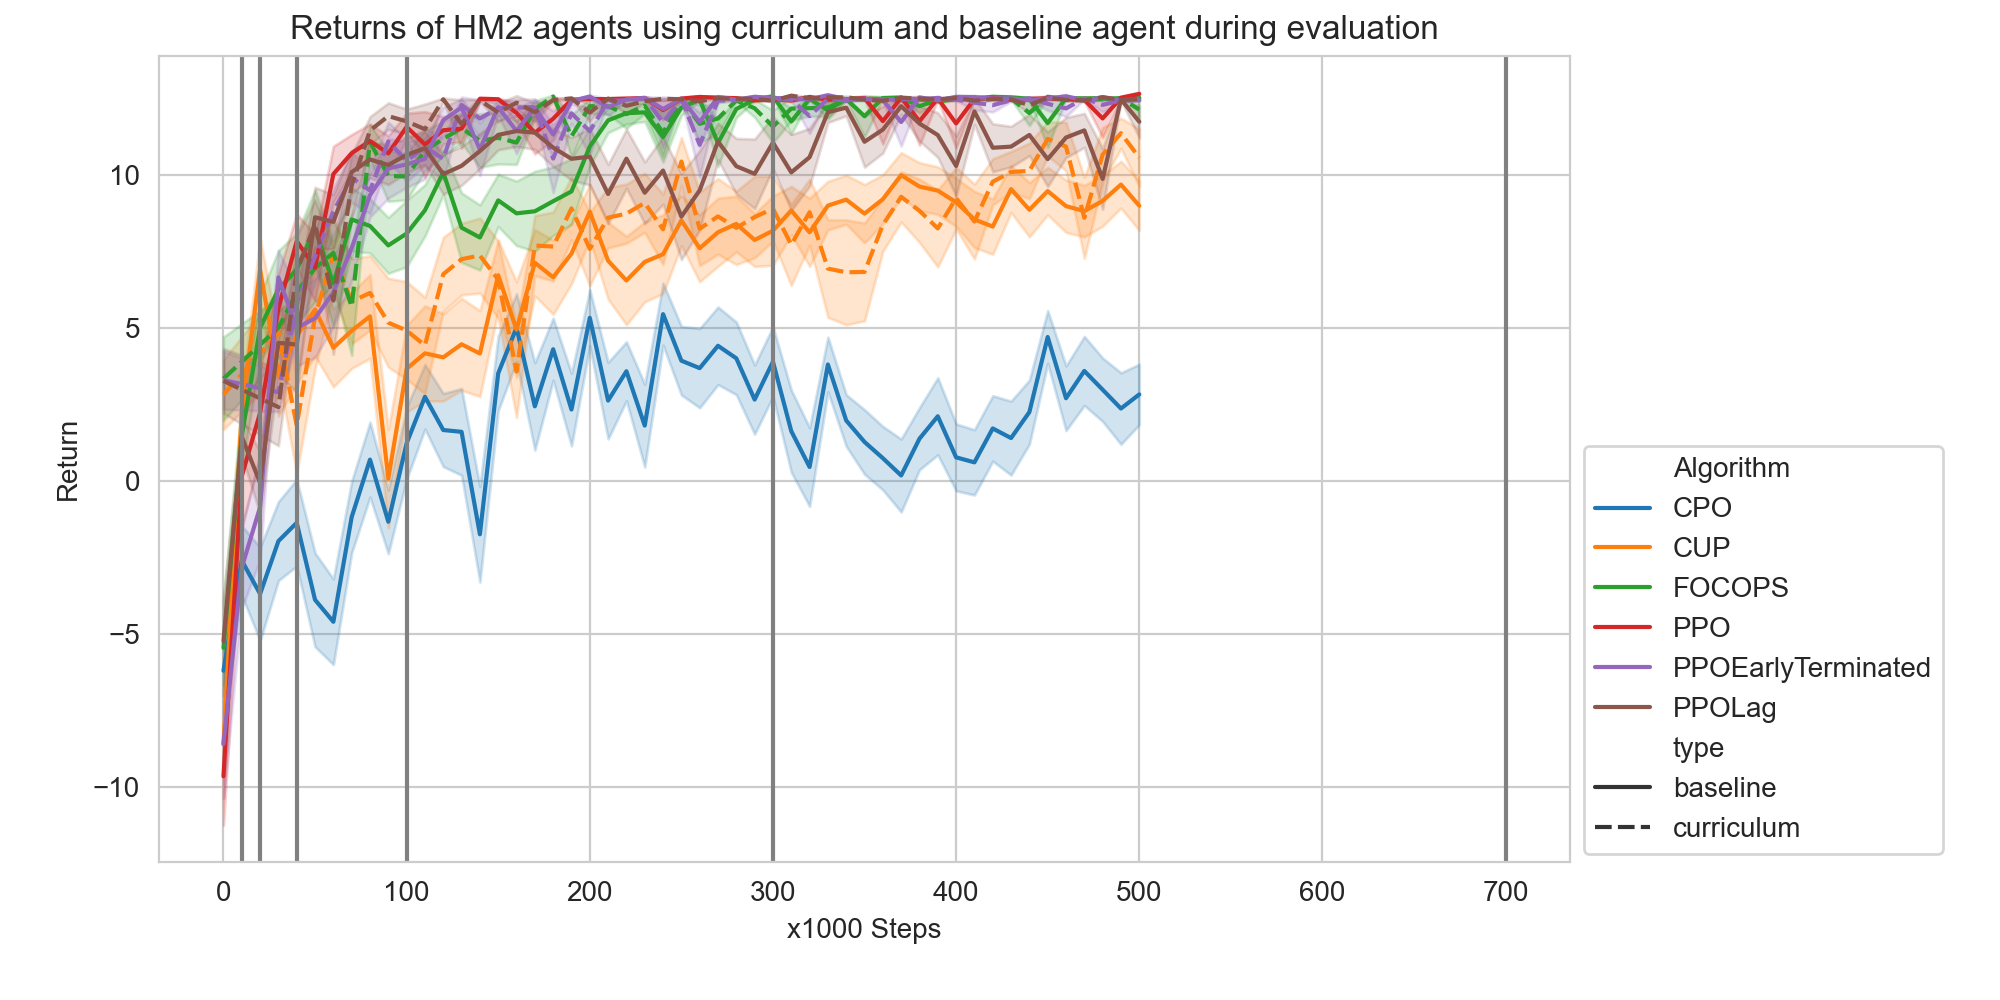 Returns of HM2 agents using curriculum and baseline agent during evaluation
Return
10
5
0
−5
−10
0 100 200 300 400 500 600 700
x1000 Steps
Algorithm
CPO
CUP
FOCOPS
PPO
PPOEarlyTerminated
PPOLag
type
baseline
curriculum